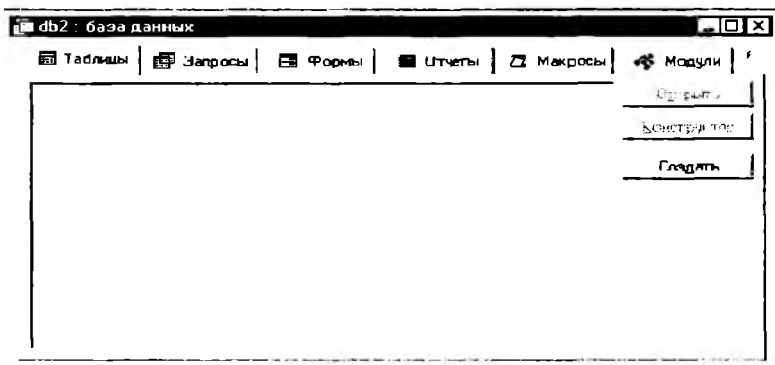 db2 : база данных
Таблицы Запросы Формы Отчеты Макросы Модули
Открыть
Конструктор
Создать